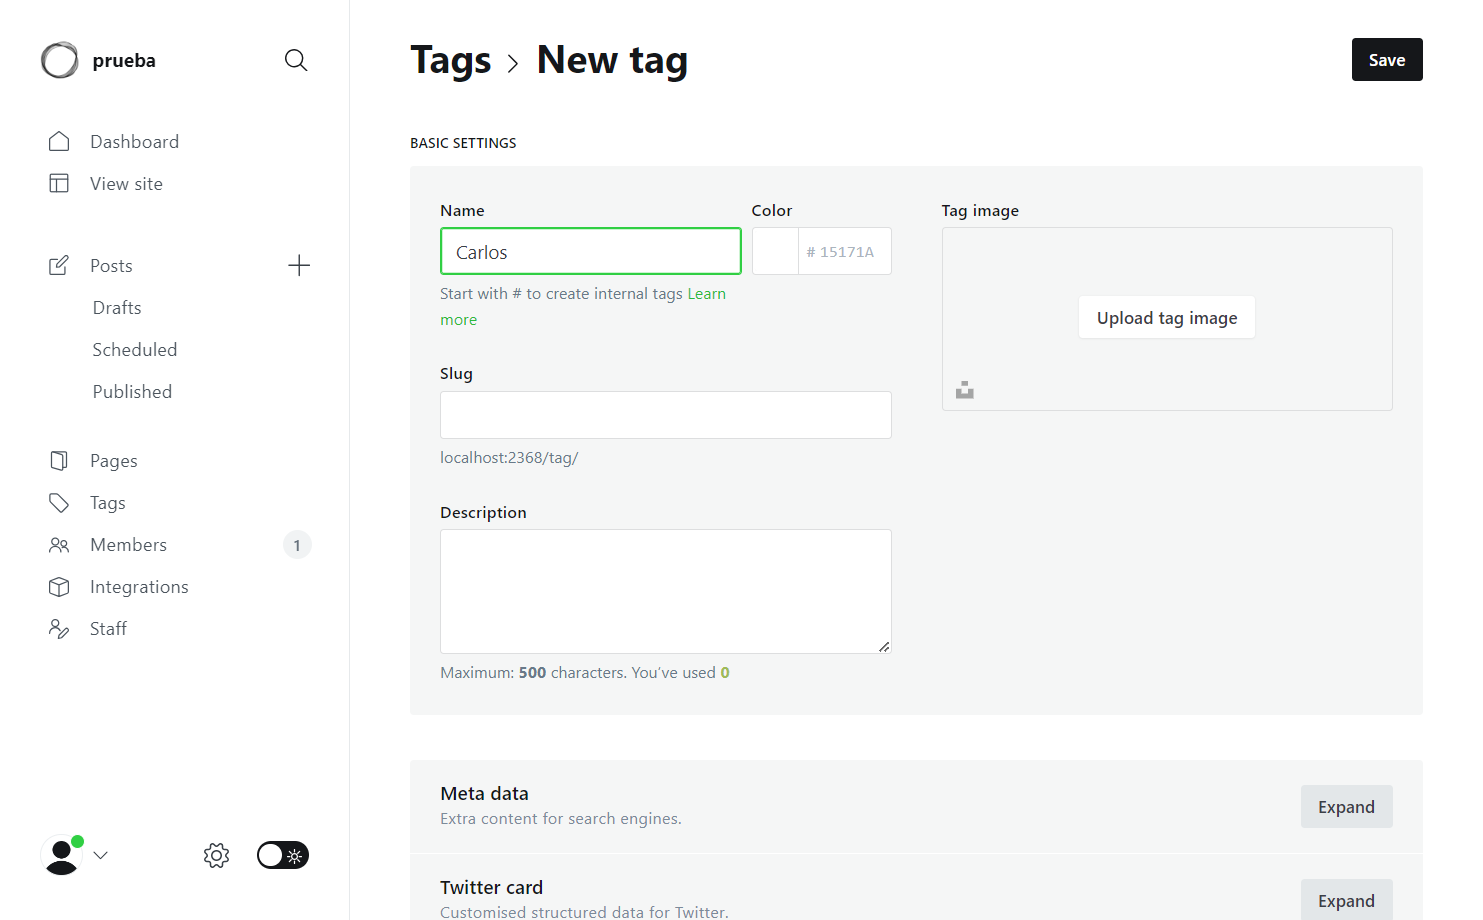 prueba
Dashboard
View site
Posts
Drafts
Scheduled
Published
Pages
Tags
Members 1
Integrations
Staff
Tags > New tag
Save
BASIC SETTINGS
Name
Carlos
Start with # to create internal tags Learn
more
Color
# 15171A
Slug
localhost:2368/tag/
Description
Maximum: 500 characters. You've used 0
Tag image
Upload tag image
Meta data
Extra content for search engines.
Expand
Twitter card
Customised structured data for Twitter.
Expand